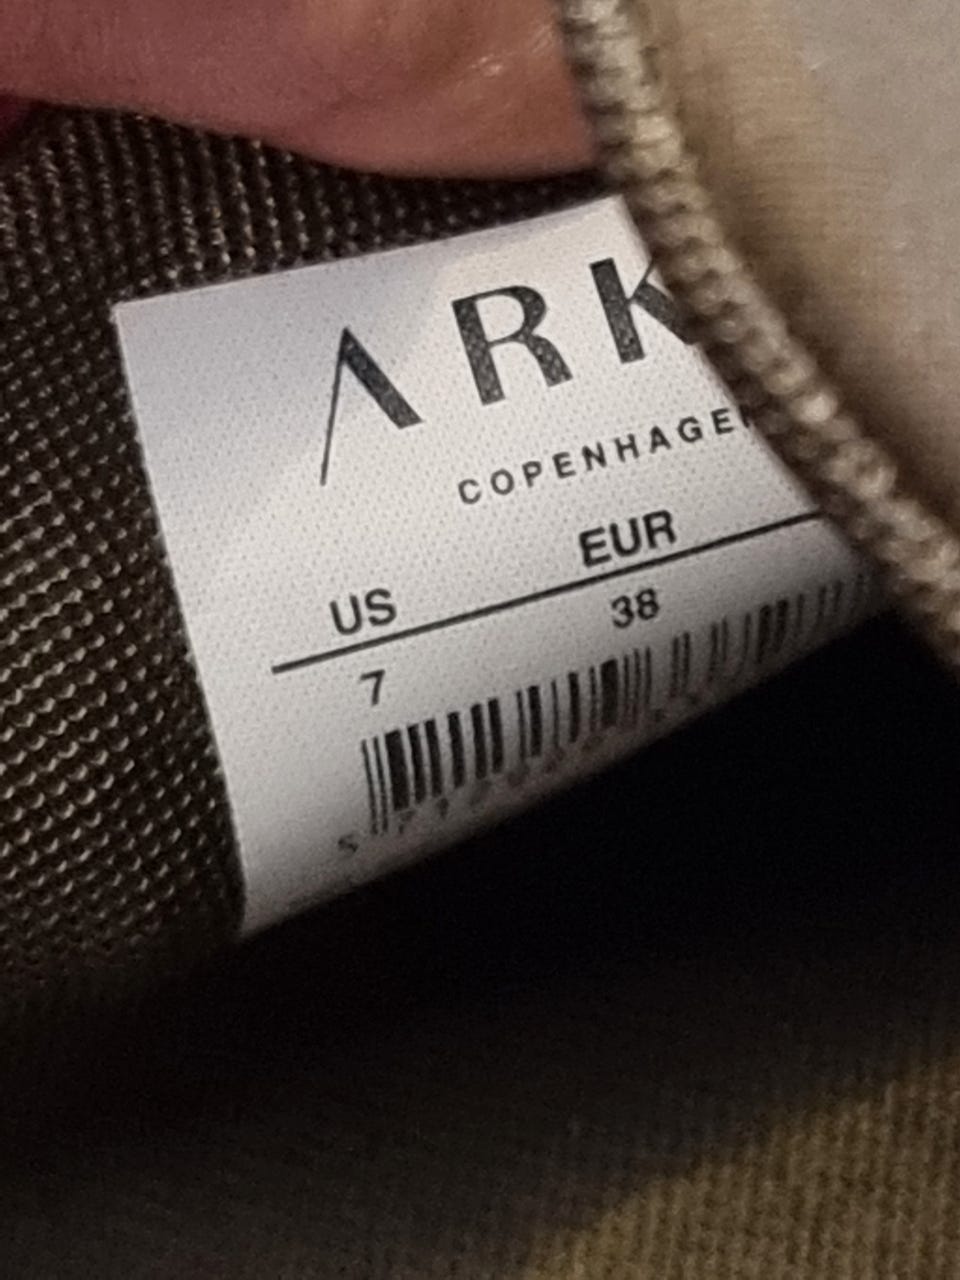 ARK
COPENHAGEN
US EUR
7 38